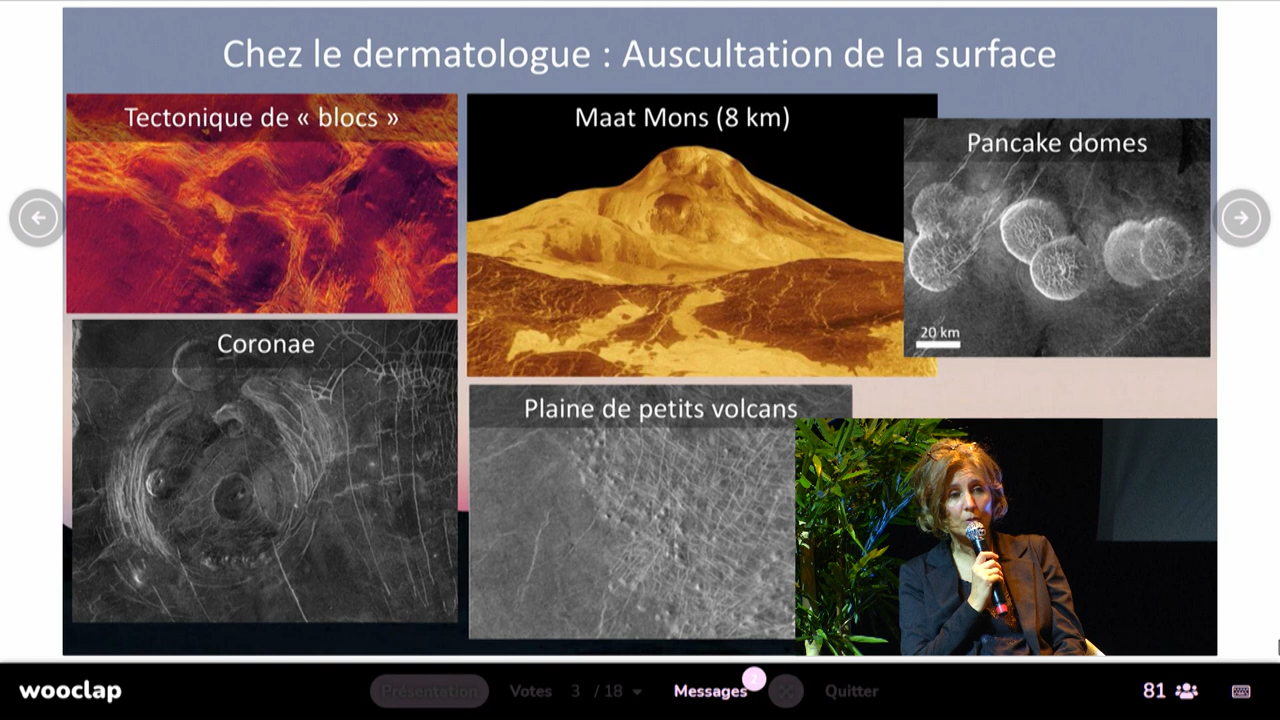 Chez le dermatologue : Auscultation de la surface
Tectonique de « blocs »
Maat Mons (8 km)
Pancake domes
20 km
Coronae
Plaine de petits volcans
wooclap
Présentation
Votes
3 / 18
Messages
2
Quitter
81